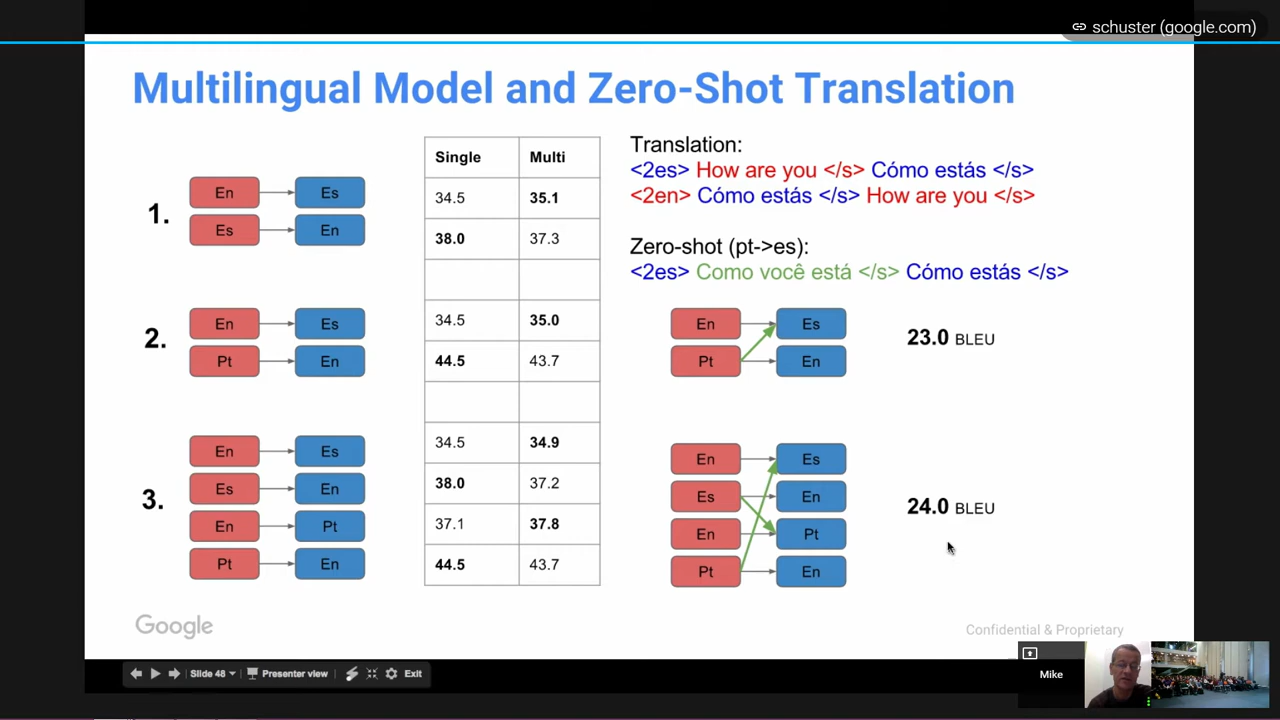 schuster (google.com)
Multilingual Model and Zero-Shot Translation
1.
En Es
Es En
2.
En Es
Pt En
3.
En Es
Es En
En Pt
Pt En
Single Multi
34.5 35.1
38.0 37.3
34.5 35.0
44.5 43.7
34.5 34.9
38.0 37.2
37.1 37.8
44.5 43.7
Translation:
<2es> How are you </s> Cómo estás </s>
<2en> Cómo estás </s> How are you </s>
Zero-shot (pt->es):
<2es> Como você está </s> Cómo estás </s>
En Es
Pt En
23.0 BLEU
En Es
Es En
En Pt
Pt En
24.0 BLEU
Google
Confidential & Proprietary
Slide 48
Presenter view
Exit
Mike